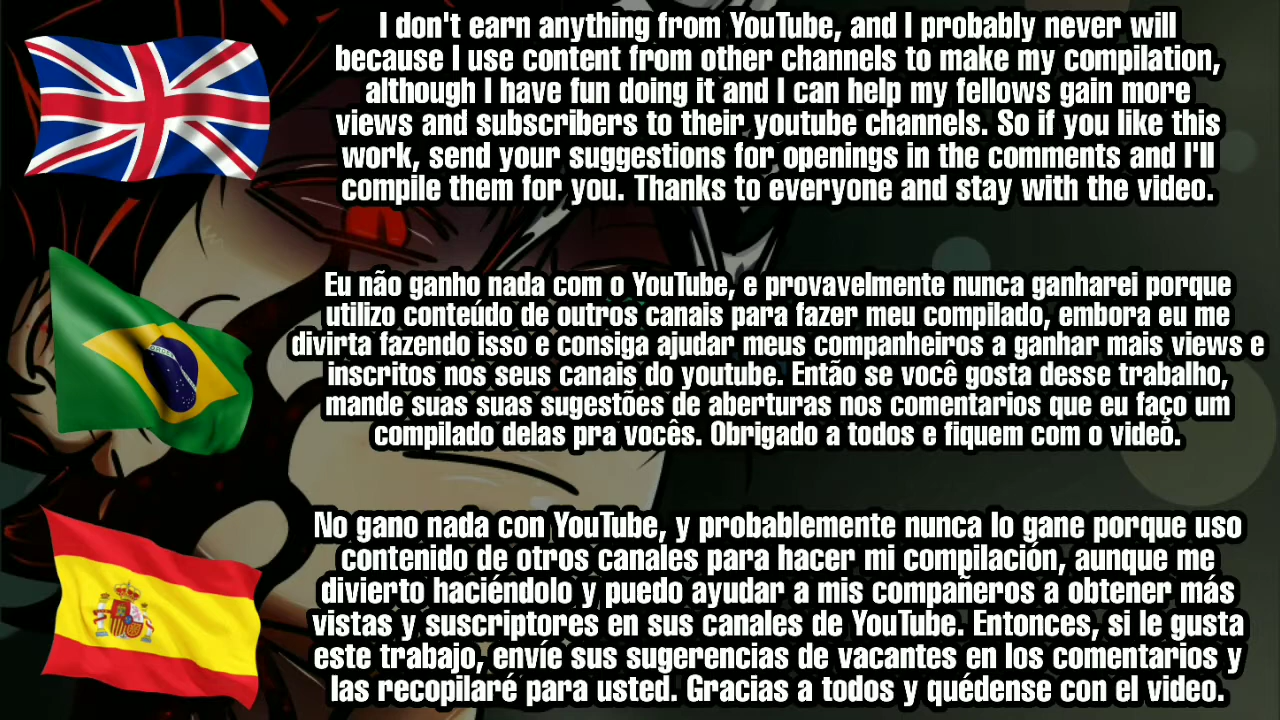 I don't earn anything from YouTube, and I probably never will
because I use content from other channels to make my compilation,
although I have fun doing it and I can help my fellows gain more
views and subscribers to their youtube channels. So if you like this
work, send your suggestions for openings in the comments and I'll
compile them for you. Thanks to everyone and stay with the video.
Eu não ganho nada com o YouTube, e provavelmente nunca ganharei porque
utilizo conteúdo de outros canais para fazer meu compilado, embora eu me
divirta fazendo isso e consiga ajudar meus companheiros a ganhar mais views e
inscritos nos seus canais do youtube. Então se você gosta desse trabalho,
mande suas suas sugestões de aberturas nos comentarios que eu faço um
compilado delas pra vocês. Obrigado a todos e fiquem com o video.
No gano nada con YouTube, y probablemente nunca lo gane porque uso
contenido de otros canales para hacer mi compilación, aunque me
divierto haciéndolo y puedo ayudar a mis compañeros a obtener más
vistas y suscriptores en sus canales de YouTube. Entonces, si le gusta
este trabajo, envíe sus sugerencias de vacantes en los comentarios y
las recopilaré para usted. Gracias a todos y quédense con el video.